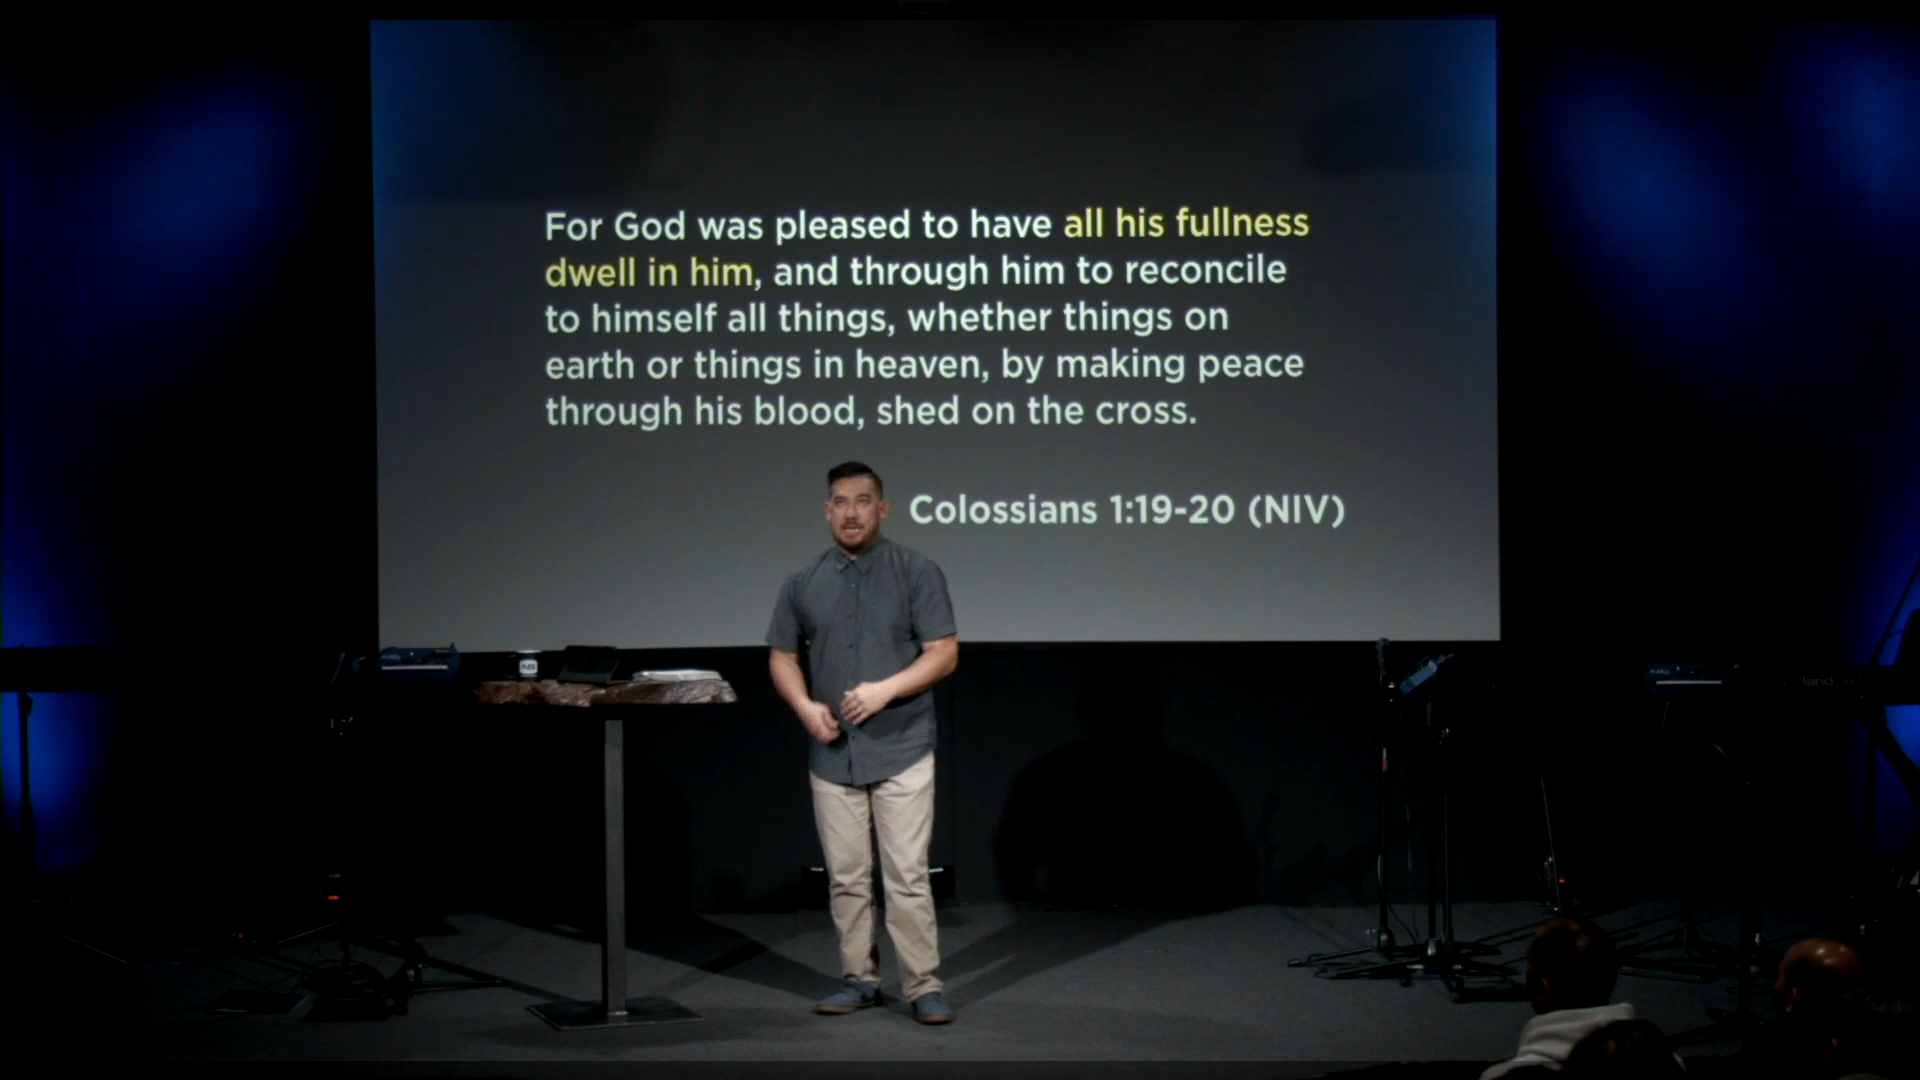 For God was pleased to have all his fullness
dwell in him, and through him to reconcile
to himself all things, whether things on
earth or things in heaven, by making peace
through his blood, shed on the cross.
Colossians 1:19-20 (NIV)